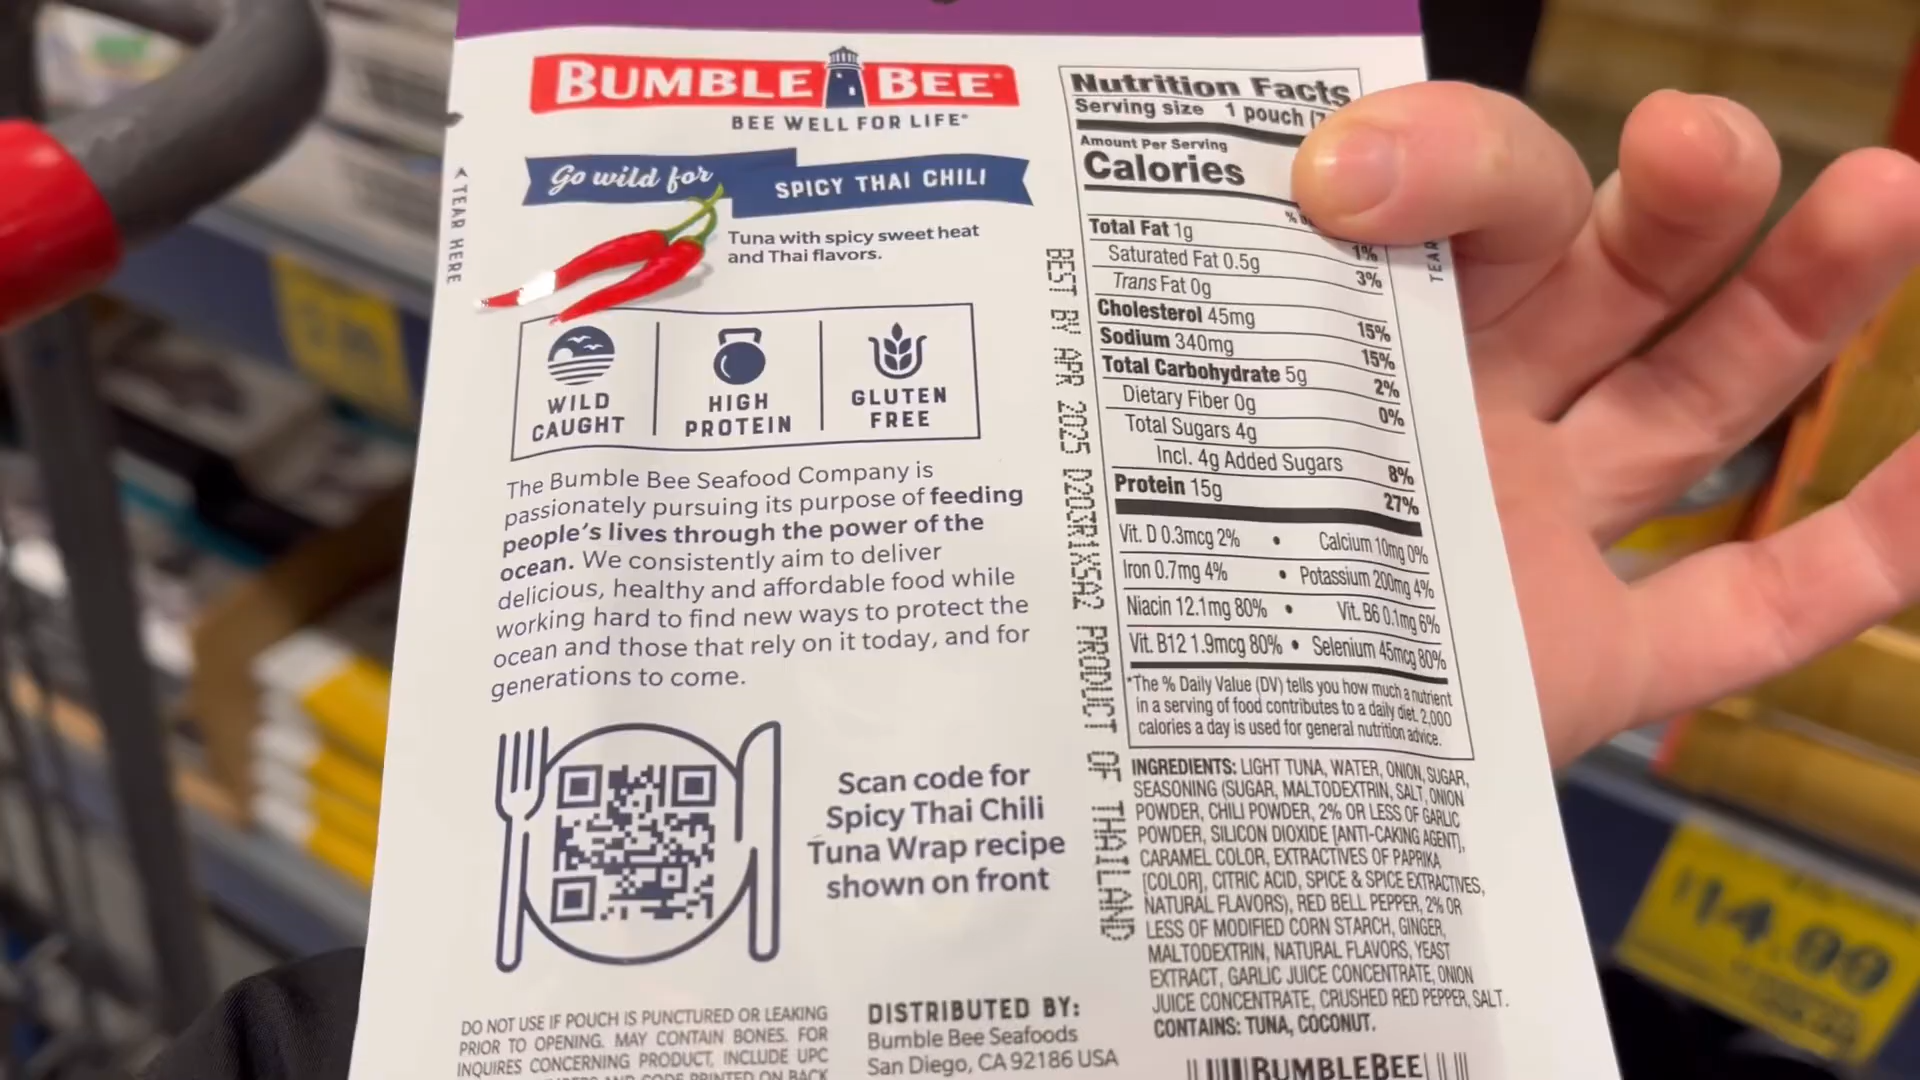 BUMBLE BEE
BEE WELL FOR LIFE®
Go wild for
SPICY THAI CHILI
Tuna with spicy sweet heat
and Thai flavors.
TEAR HERE
WILD
CAUGHT
HIGH
PROTEIN
GLUTEN
FREE
The Bumble Bee Seafood Company is
passionately pursuing its purpose of feeding
people's lives through the power of the
ocean. We consistently aim to deliver
delicious, healthy and affordable food while
working hard to find new ways to protect the
ocean and those that rely on it today, and for
generations to come.
Scan code for
Spicy Thai Chili
Tuna Wrap recipe
shown on front
DO NOT USE IF POUCH IS PUNCTURED OR LEAKING
PRIOR TO OPENING. MAY CONTAIN BONES. FOR
INQUIRES CONCERNING PRODUCT, INCLUDE UPC
AND CODE PRINTED ON BACK
DISTRIBUTED BY:
Bumble Bee Seafoods
San Diego, CA 92186 USA
BEST BY APR 2025 D203R1XSA2 PRODUCT OF THAILAND
Nutrition Facts
Serving size 1 pouch
Amount Per Serving
Calories
%
Total Fat 1g 1%
Saturated Fat 0.5g 3%
Trans Fat 0g
Cholesterol 45mg 15%
Sodium 340mg 15%
Total Carbohydrate 5g 2%
Dietary Fiber 0g 0%
Total Sugars 4g
Incl. 4g Added Sugars 8%
Protein 15g 27%
Vit. D 0.3mcg 2% • Calcium 10mg 0%
Iron 0.7mg 4% • Potassium 200mg 4%
Niacin 12.1mg 80% • Vit. B6 0.1mg 6%
Vit. B12 1.9mcg 80% • Selenium 45mcg 80%
*The % Daily Value (DV) tells you how much a nutrient
in a serving of food contributes to a daily diet. 2,000
calories a day is used for general nutrition advice.
INGREDIENTS: LIGHT TUNA, WATER, ONION, SUGAR,
SEASONING (SUGAR, MALTODEXTRIN, SALT, ONION
POWDER, CHILI POWDER, 2% OR LESS OF GARLIC
POWDER, SILICON DIOXIDE [ANTI-CAKING AGENT],
CARAMEL COLOR, EXTRACTIVES OF PAPRIKA
[COLOR], CITRIC ACID, SPICE & SPICE EXTRACTIVES,
NATURAL FLAVORS), RED BELL PEPPER, 2% OR
LESS OF MODIFIED CORN STARCH, GINGER,
MALTODEXTRIN, NATURAL FLAVORS, YEAST
EXTRACT, GARLIC JUICE CONCENTRATE, ONION
JUICE CONCENTRATE, CRUSHED RED PEPPER, SALT.
CONTAINS: TUNA, COCONUT.
BUMBLEBEE
TEAR
14.99